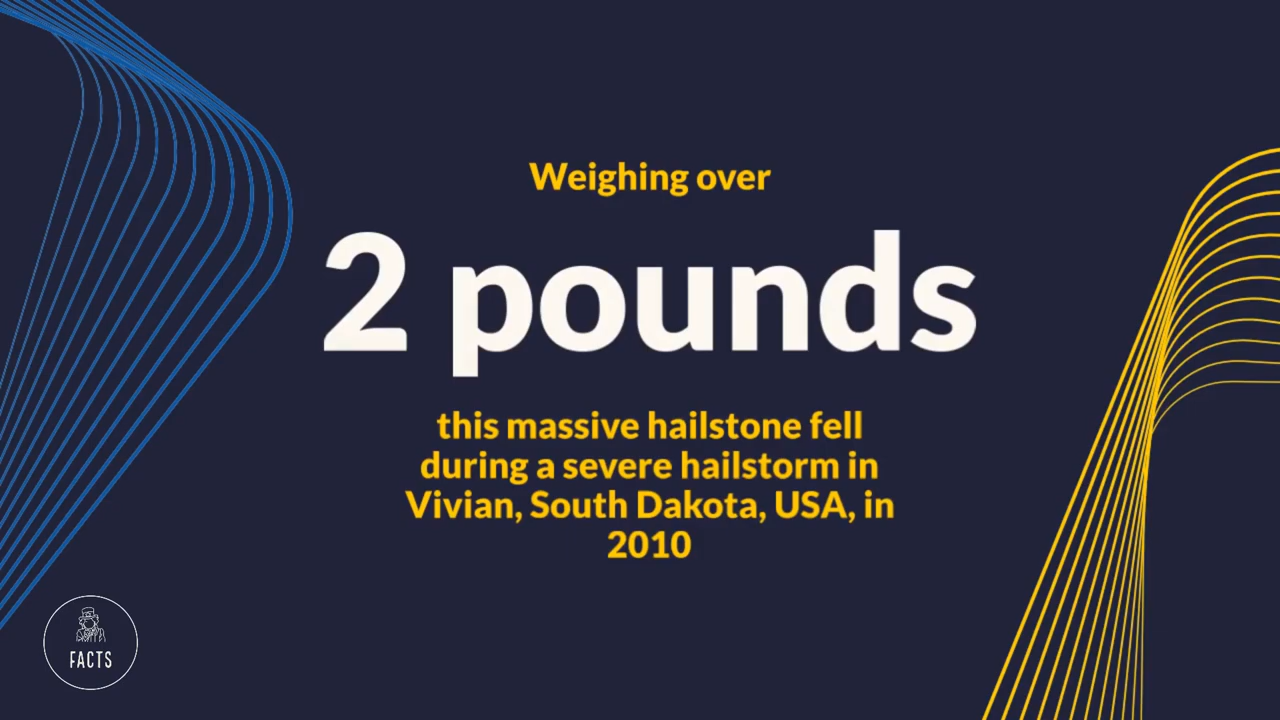 Weighing over
2 pounds
this massive hailstone fell
during a severe hailstorm in
Vivian, South Dakota, USA, in
2010
FACTS